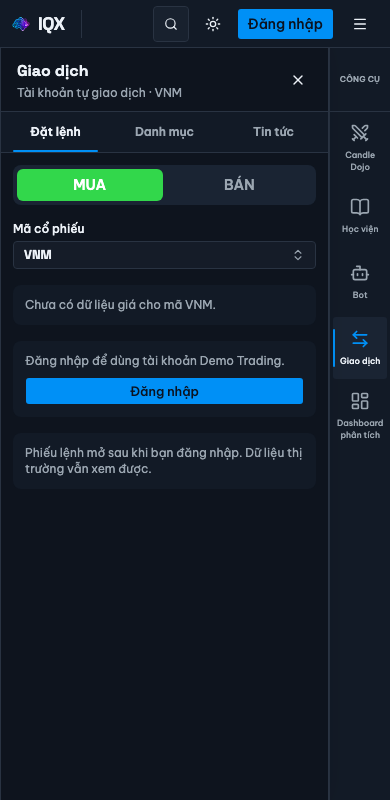 IQX
Đăng nhập
Giao dịch
Tài khoản tự giao dịch · VNM
CÔNG CỤ
Đặt lệnh
Danh mục
Tin tức
MUA
BÁN
Mã cổ phiếu
VNM
Chưa có dữ liệu giá cho mã VNM.
Đăng nhập để dùng tài khoản Demo Trading.
Đăng nhập
Phiếu lệnh mở sau khi bạn đăng nhập. Dữ liệu thị
trường vẫn xem được.
Candle
Dojo
Học viện
Bot
Giao dịch
Dashboard
phân tích